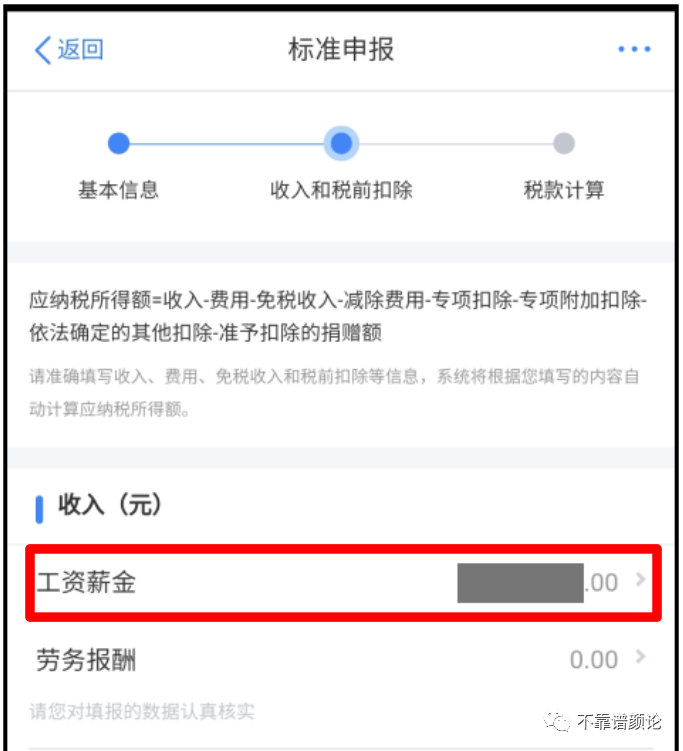 返回 标准申报
基本信息 收入和税前扣除 税款计算
应纳税所得额=收入-费用-免税收入-减除费用-专项扣除-专项附加扣除-
依法确定的其他扣除-准予扣除的捐赠额
请准确填写收入、费用、免税收入和税前扣除等信息，系统将根据您填写的内容自
动计算应纳税所得额。
收入（元）
工资薪金 .00
劳务报酬 0.00
请您对填报的数据认真核实
不靠谱颜论